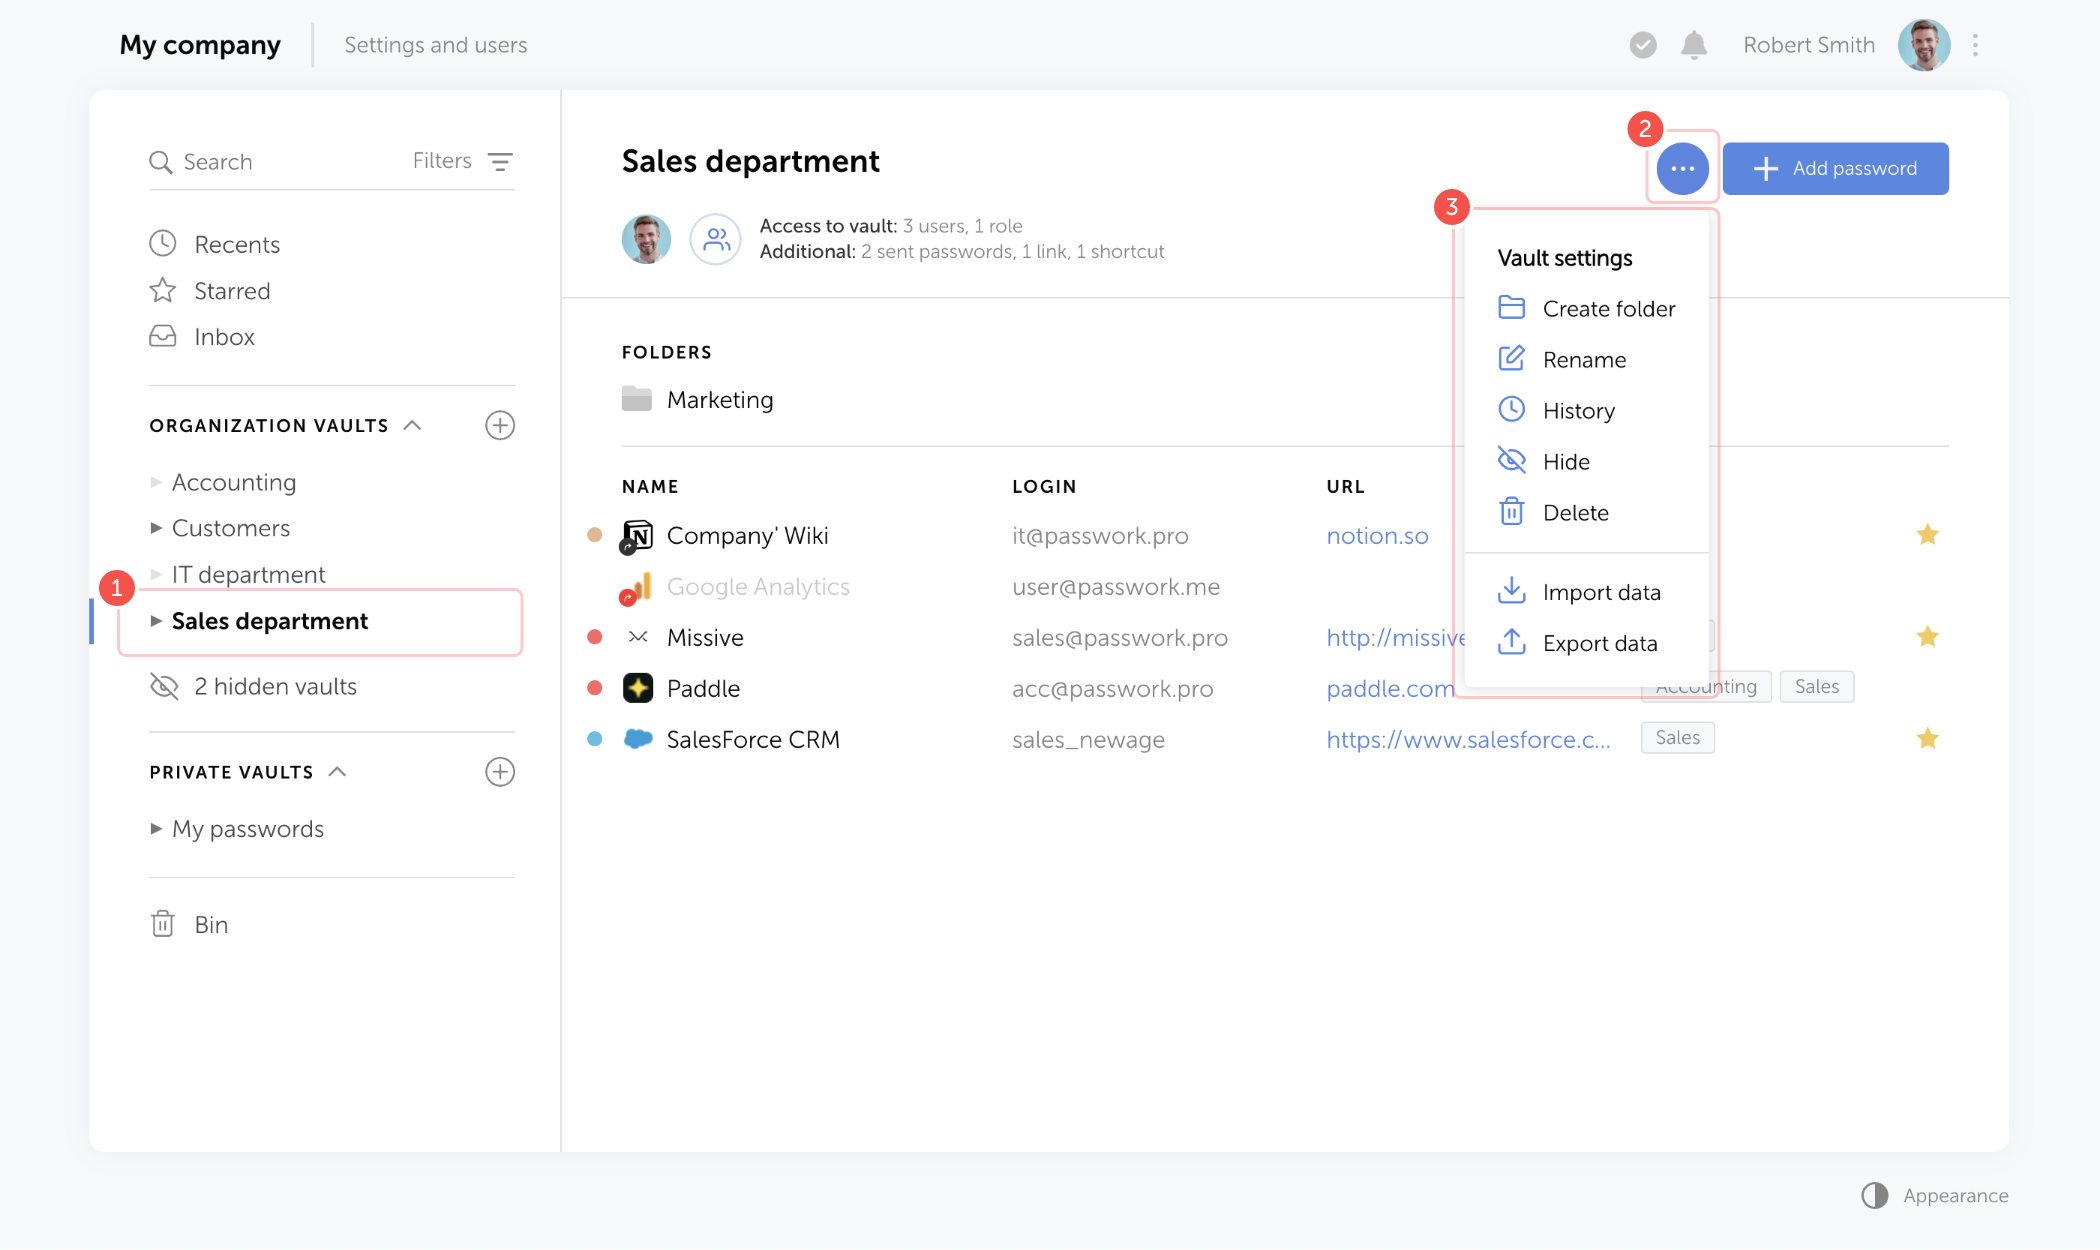 My company
Settings and users
Robert Smith
Search
Filters
Recents
Starred
Inbox
ORGANIZATION VAULTS
Accounting
Customers
IT department
1
Sales department
2 hidden vaults
PRIVATE VAULTS
My passwords
Bin
Sales department
2
Add password
Access to vault: 3 users, 1 role
Additional: 2 sent passwords, 1 link, 1 shortcut
3
Vault settings
Create folder
Rename
History
Hide
Delete
Import data
Export data
FOLDERS
Marketing
NAME LOGIN URL
Company' Wiki it@passwork.pro notion.so
Google Analytics user@passwork.me
Missive sales@passwork.pro http://missive
Paddle acc@passwork.pro paddle.com Accounting Sales
SalesForce CRM sales_newage https://www.salesforce.c... Sales
Appearance